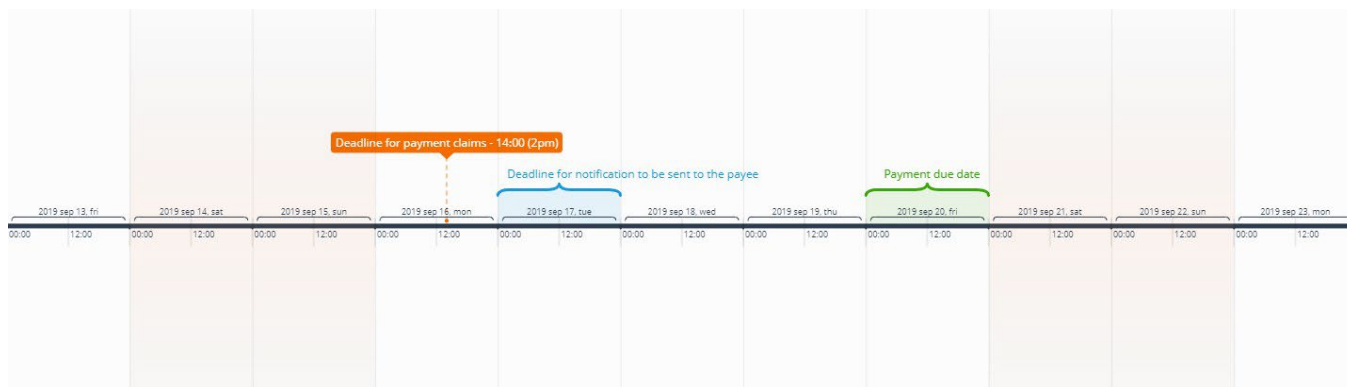 Deadline for payment claims - 14:00 (2pm)
Deadline for notification to be sent to the payee
Payment due date
2019 sep 13, fri
2019 sep 14, sat
2019 sep 15, sun
2019 sep 16, mon
2019 sep 17, tue
2019 sep 18, wed
2019 sep 19, thu
2019 sep 20, fri
2019 sep 21, sat
2019 sep 22, sun
2019 sep 23, mon
00:00 12:00 00:00 12:00 00:00 12:00 00:00 12:00 00:00 12:00 00:00 12:00 00:00 12:00 00:00 12:00 00:00 12:00 00:00 12:00 00:00 12:00